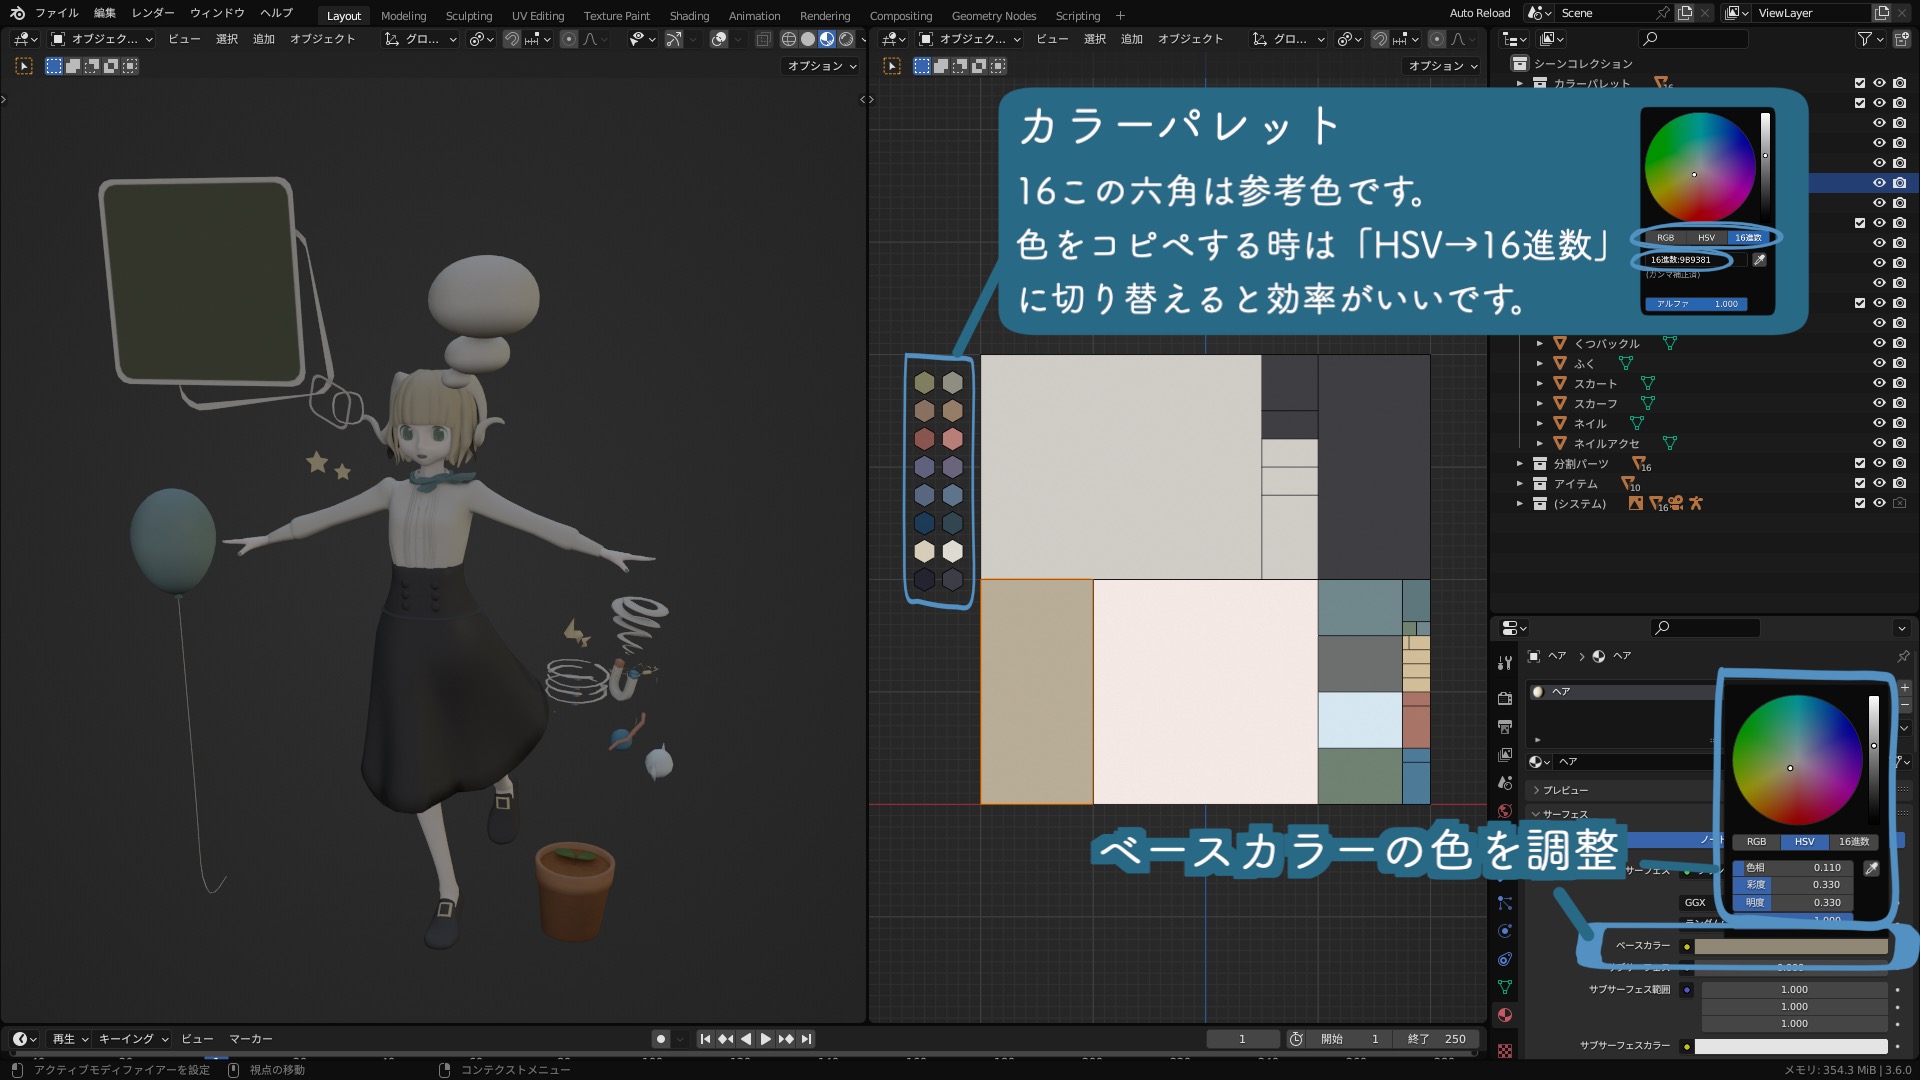 ファイル 編集 レンダー ウィンドウ ヘルプ Layout Modeling Sculpting UV Editing Texture Paint Shading Animation Rendering Compositing Geometry Nodes Scripting Auto Reload Scene ViewLayer
オブジェク... ビュー 選択 追加 オブジェクト グロ...
オプション
オブジェク... ビュー 選択 追加 オブジェクト グロ...
オプション
シーンコレクション
カラーパレット
カラーパレット
16この六角は参考色です。
色をコピペする時は「HSV→16進数」
に切り替えると効率がいいです。
RGB HSV 16進数
16進数:989381
(ガンマ補正済)
アルファ 1.000
くつバックル
ふく
スカート
スカーフ
ネイル
ネイルアクセ
分割パーツ 16
アイテム 10
(システム) 16
ヘア > ヘア
ヘア
ヘア
プレビュー
サーフェス
RGB HSV 16進数
色相 0.110
彩度 0.330
明度 0.330
1.000
ベースカラーの色を調整
GGX
ベースカラー
サブサーフェス 0.000
サブサーフェス範囲 1.000
1.000
1.000
サブサーフェスカラー
再生 キーイング ビュー マーカー 1 開始 1 終了 250
アクティブモディファイアーを設定 視点の移動 コンテクストメニュー メモリ: 354.3 MiB | 3.6.0